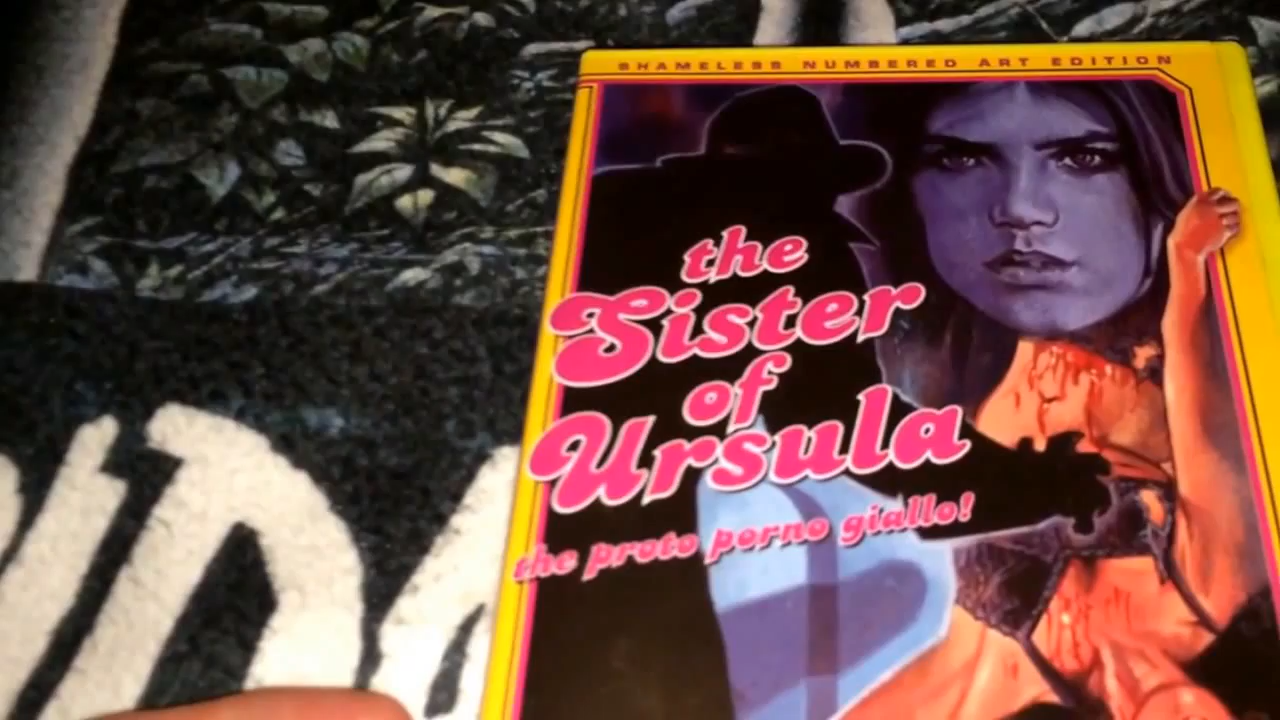 SHAMELESS NUMBERED ART EDITION
the
Sister
of
Ursula
the proto porno giallo!